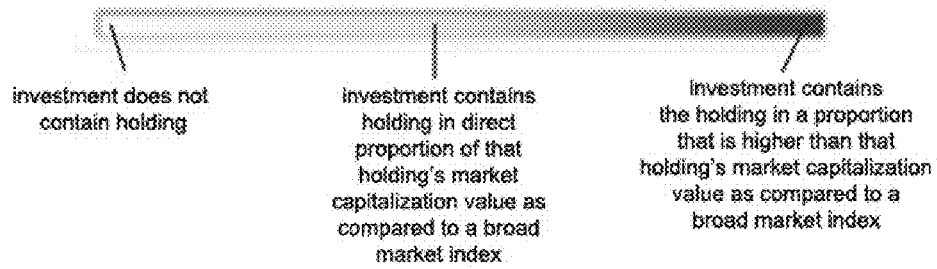 investment does not
contain holding
investment contains
holding in direct
proportion of that
holding's market
capitalization value as
compared to a broad
market index
Investment contains
the holding in a proportion
that is higher than that
holding's market capitalization
value as compared to a
broad market index